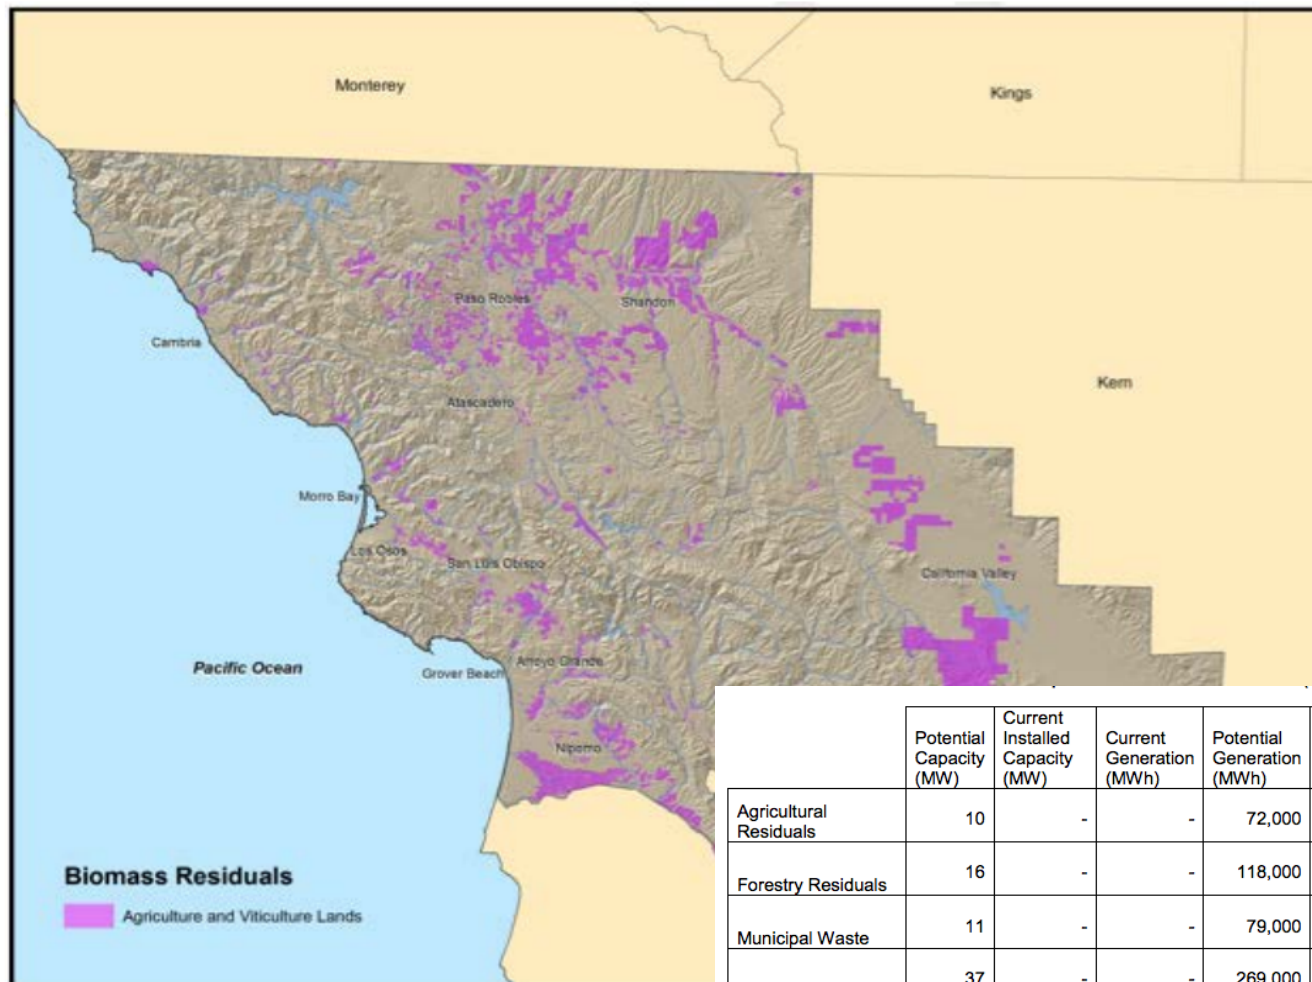 Monterey
Kings
Kern
Paso Robles
Shandon
Cambria
Atascadero
Morro Bay
Los Osos
San Luis Obispo
California Valley
Pacific Ocean
Arroyo Grande
Grover Beach
Nipomo
Biomass Residuals
Agriculture and Viticulture Lands
Potential Capacity (MW) Current Installed Capacity (MW) Current Generation (MWh) Potential Generation (MWh)
Agricultural Residuals 10 - - 72,000
Forestry Residuals 16 - - 118,000
Municipal Waste 11 - - 79,000
37 - - 269,000